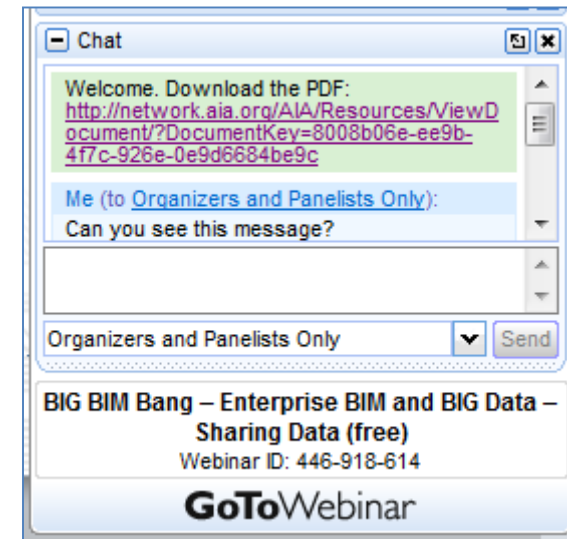 Chat
Welcome. Download the PDF:
http://network.aia.org/AIA/Resources/ViewD
ocument/?DocumentKey=8008b06e-ee9b-
4f7c-926e-0e9d6684be9c
Me (to Organizers and Panelists Only):
Can you see this message?
Organizers and Panelists Only
Send
BIG BIM Bang – Enterprise BIM and BIG Data –
Sharing Data (free)
Webinar ID: 446-918-614
GoToWebinar